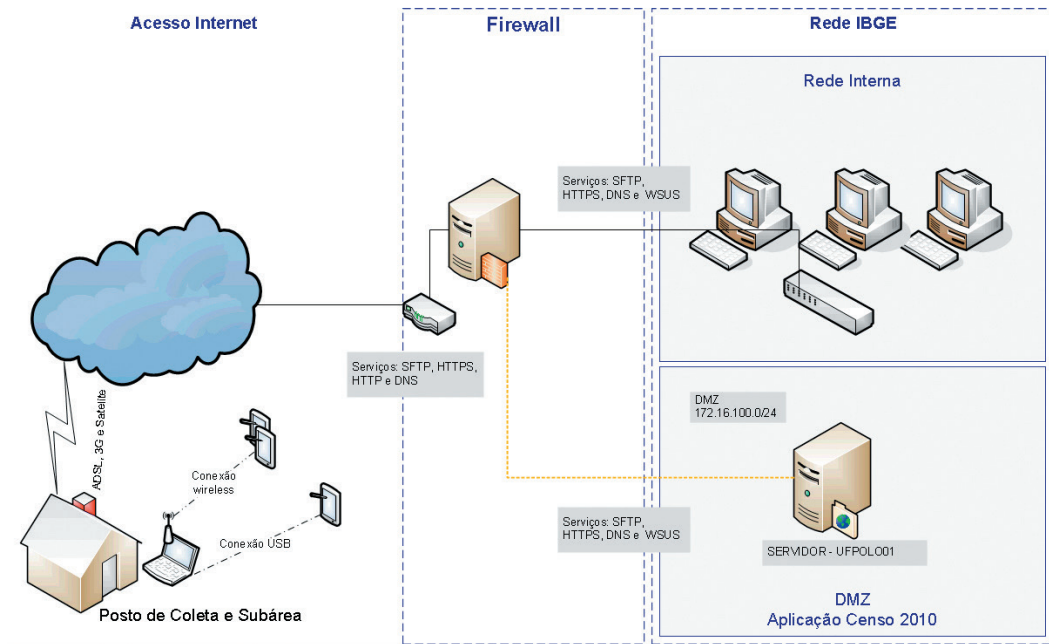 Acesso Internet
Firewall
Rede IBGE
Rede Interna
Serviços: SFTP,
HTTPS, DNS e WSUS
Serviços: SFTP, HTTPS,
HTTP e DNS
ADSL, 3G e Satelite
Conexão
wireless
Conexão USB
Posto de Coleta e Subárea
DMZ
172.16.100.0/24
Serviços: SFTP,
HTTPS, DNS e WSUS
SERVIDOR - UFPOLO01
DMZ
Aplicação Censo 2010